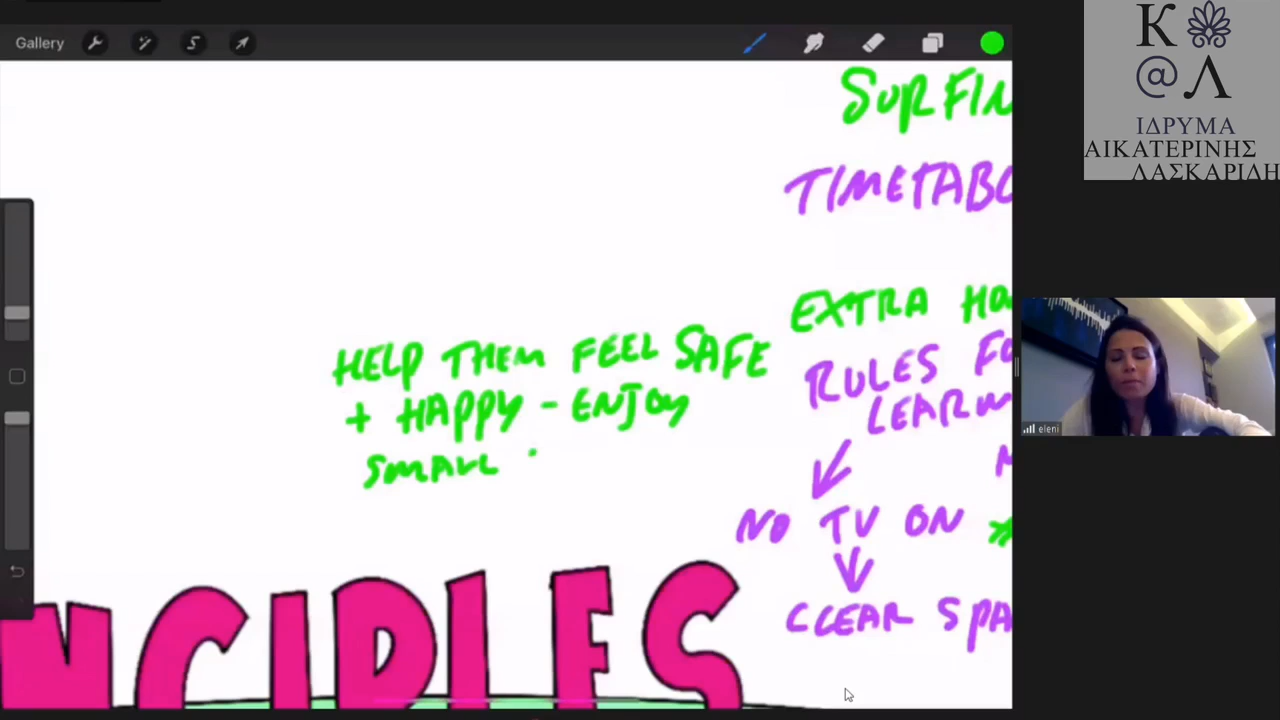 Gallery
K
@ Λ
ΙΔΡΥΜΑ
ΑΙΚΑΤΕΡΙΝΗΣ
ΛΑΣΚΑΡΙΔΗ
SURFIN
TIMETABL
EXTRA HO
RULES FO
LEARN
HELP THEM FEEL SAFE
+ HAPPY - ENJOY
SMALL
NO TV ON
CLEAR SPA
NCIPLES
eleni